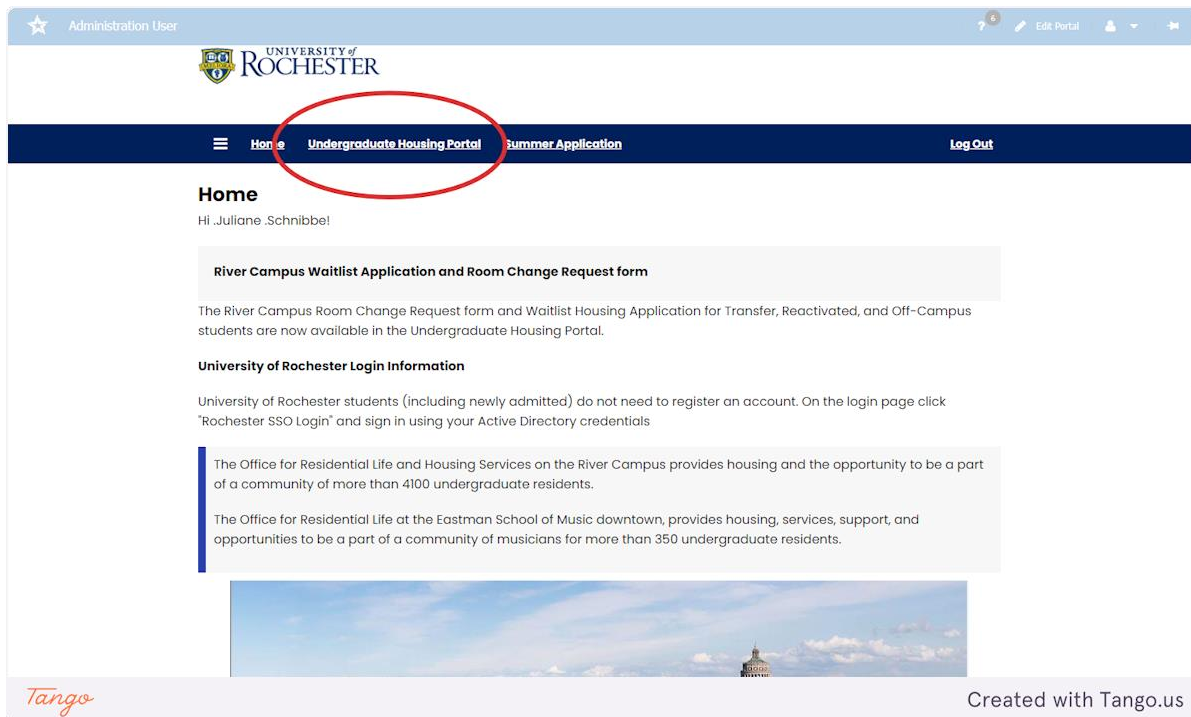 Administration User
? 6 Edit Portal
UNIVERSITY of
ROCHESTER
MELIORA
Home Undergraduate Housing Portal Summer Application Log Out
Home
Hi .Juliane .Schnibbe!
River Campus Waitlist Application and Room Change Request form
The River Campus Room Change Request form and Waitlist Housing Application for Transfer, Reactivated, and Off-Campus
students are now available in the Undergraduate Housing Portal.
University of Rochester Login Information
University of Rochester students (including newly admitted) do not need to register an account. On the login page click
"Rochester SSO Login" and sign in using your Active Directory credentials
The Office for Residential Life and Housing Services on the River Campus provides housing and the opportunity to be a part
of a community of more than 4100 undergraduate residents.
The Office for Residential Life at the Eastman School of Music downtown, provides housing, services, support, and
opportunities to be a part of a community of musicians for more than 350 undergraduate residents.
Tango
Created with Tango.us